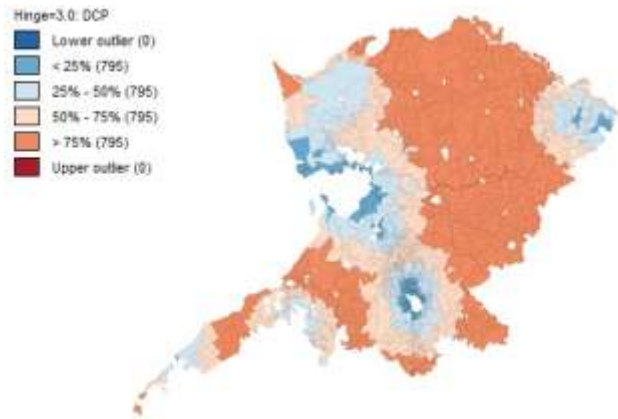 Hinge=3.0: DCP
Lower outlier (0)
< 25% (795)
25% - 50% (795)
50% - 75% (795)
> 75% (795)
Upper outlier (0)